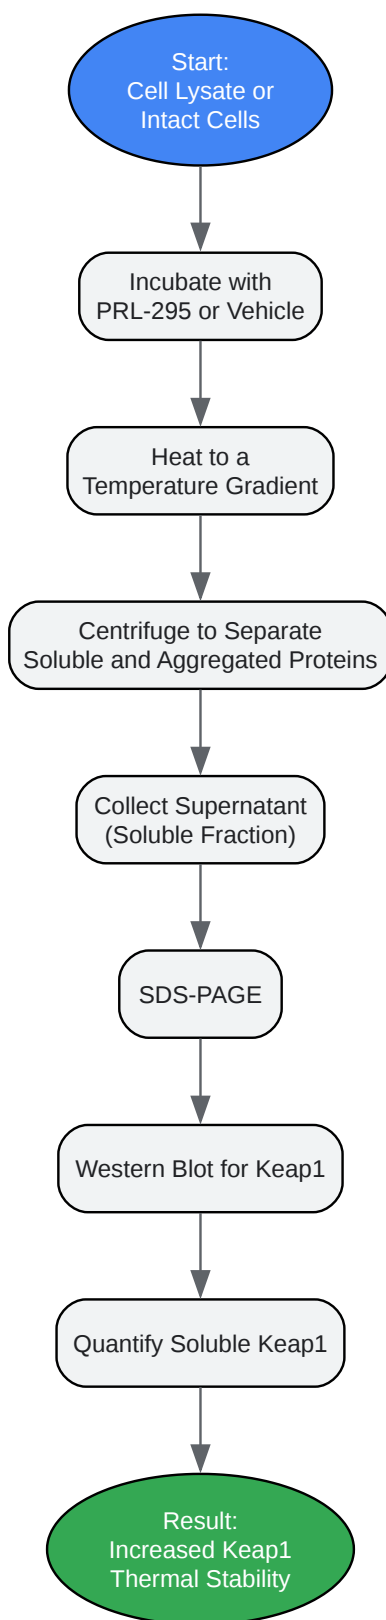 Start:
Cell Lysate or
Intact Cells
Incubate with
PRL-295 or Vehicle
Heat to a
Temperature Gradient
Centrifuge to Separate
Soluble and Aggregated Proteins
Collect Supernatant
(Soluble Fraction)
SDS-PAGE
Western Blot for Keap1
Quantify Soluble Keap1
Result:
Increased Keap1
Thermal Stability